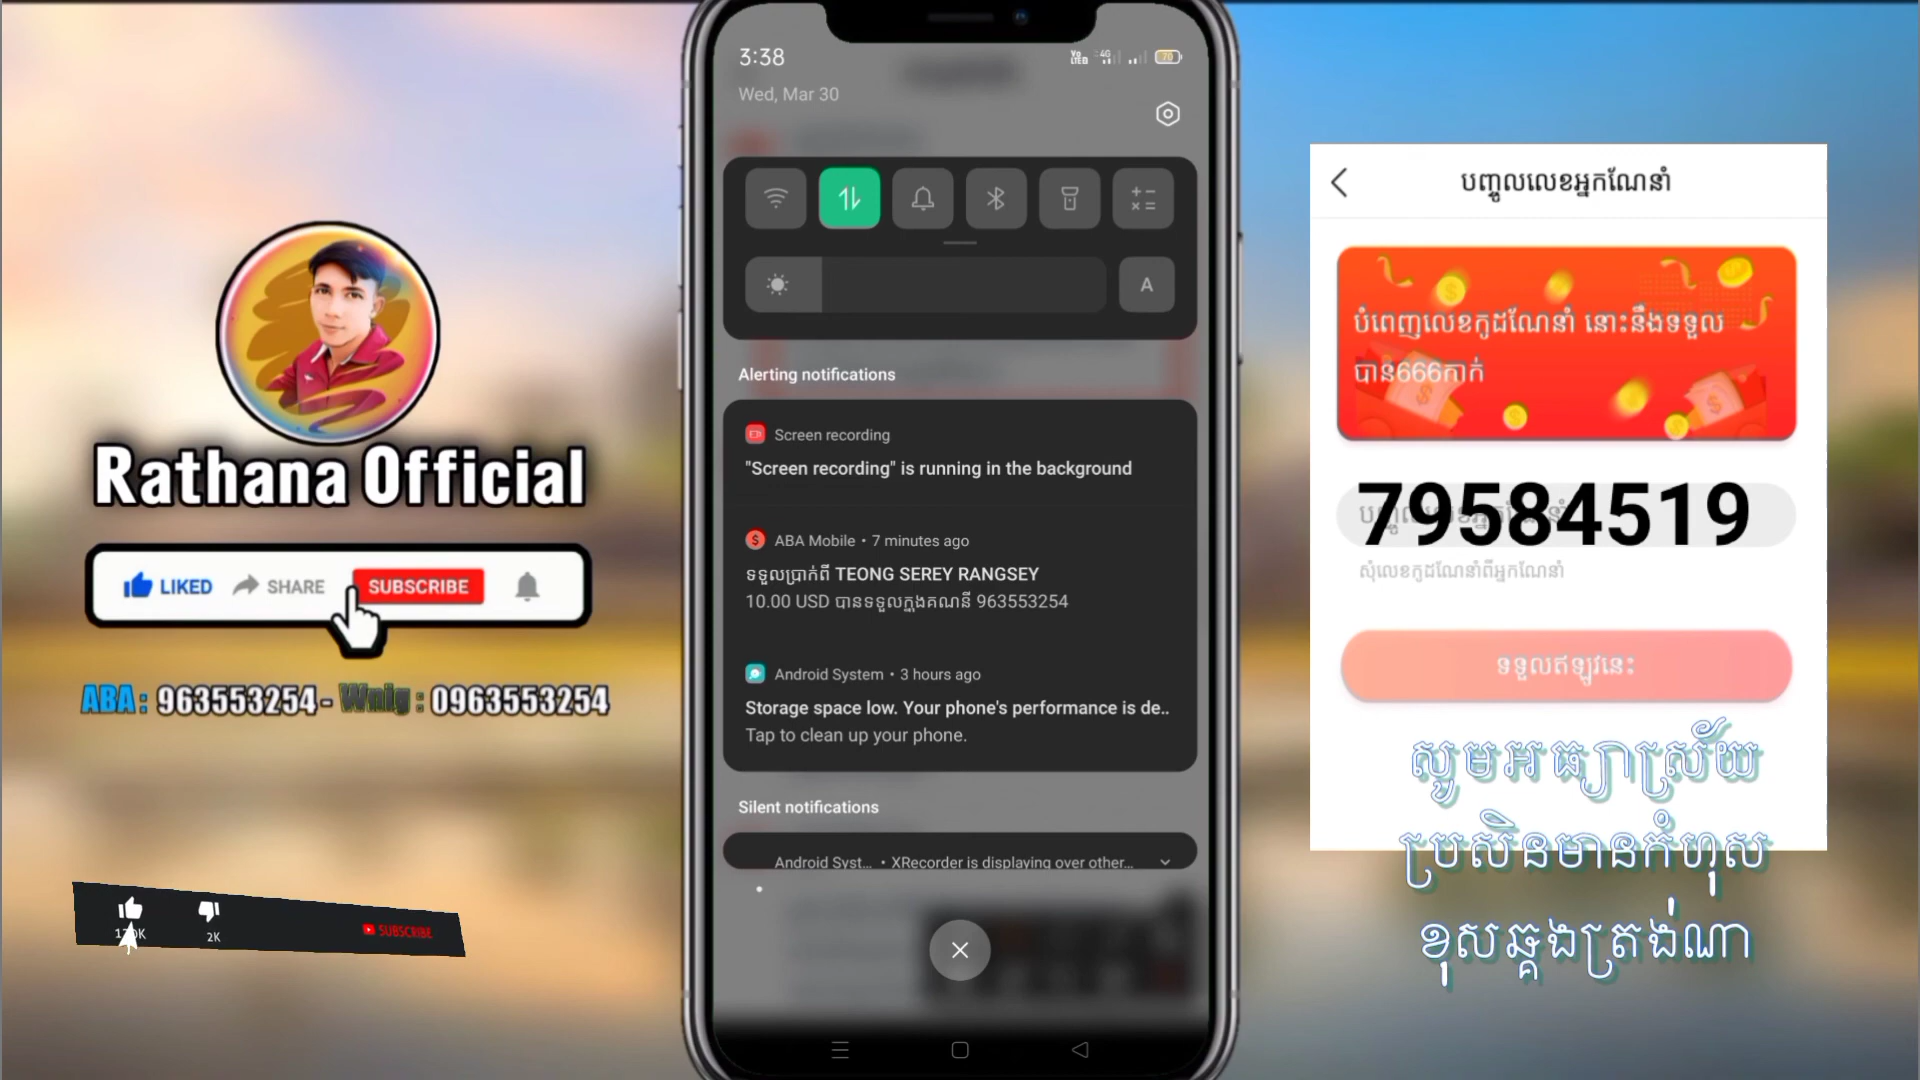 Rathana Official
LIKED SHARE SUBSCRIBE
ABA : 963553254 - Wnig : 0963553254
2K
SUBSCRIBE
3:38
Vo LTE2 4G 70
Wed, Mar 30
A
Alerting notifications
Screen recording
"Screen recording" is running in the background
ABA Mobile • 7 minutes ago
ទទួលប្រាក់ពី TEONG SEREY RANGSEY
10.00 USD បានទទួលក្នុងគណនី 963553254
Android System • 3 hours ago
Storage space low. Your phone's performance is de..
Tap to clean up your phone.
Silent notifications
Android Syst... • XRecorder is displaying over other...
បញ្ចូលលេខអ្នកណែនាំ
បំពេញលេខកូដណែនាំ នោះនឹងទទួល
បាន666កាក់
79584519
សុំលេខកូដណែនាំពីអ្នកណែនាំ
ទទួលឥឡូវនេះ
សូមអធ្យាស្រ័យ
ប្រសិនមានកំហុស
ខុសឆ្គងត្រង់ណា